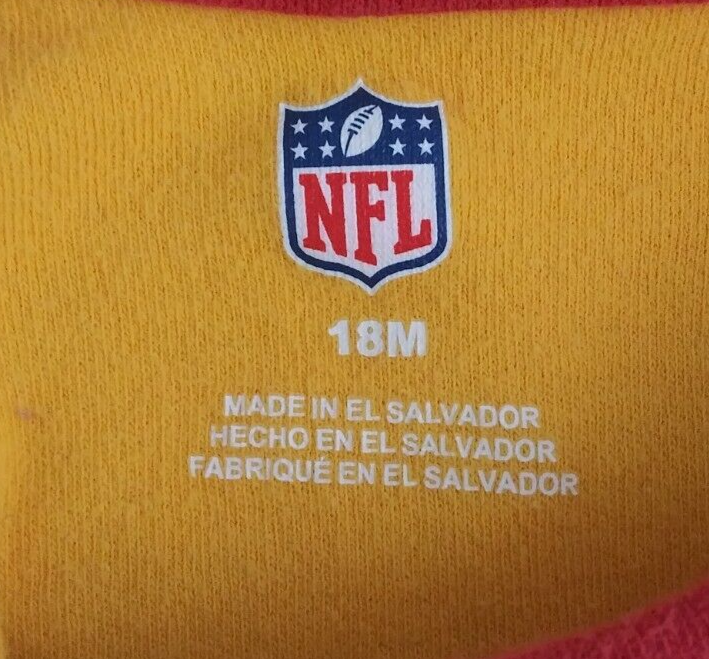 NFL
18M
MADE IN EL SALVADOR
HECHO EN EL SALVADOR
FABRIQUÉ EN EL SALVADOR